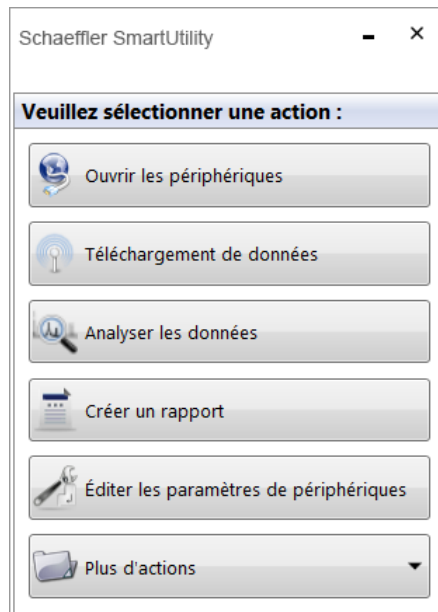 Schaeffler SmartUtility
Veuillez sélectionner une action :
Ouvrir les périphériques
Téléchargement de données
Analyser les données
Créer un rapport
Éditer les paramètres de périphériques
Plus d'actions